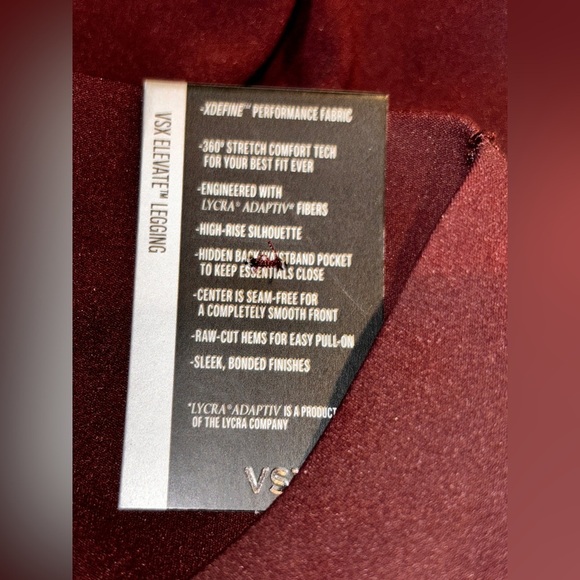 VSX ELEVATE™ LEGGING
-XDEFINE™ PERFORMANCE FABRIC
-360° STRETCH COMFORT TECH
FOR YOUR BEST FIT EVER
-ENGINEERED WITH
LYCRA® ADAPTIV® FIBERS
-HIGH-RISE SILHOUETTE
-HIDDEN BACK WAISTBAND POCKET
TO KEEP ESSENTIALS CLOSE
-CENTER IS SEAM-FREE FOR
A COMPLETELY SMOOTH FRONT
-RAW-CUT HEMS FOR EASY PULL-ON
-SLEEK, BONDED FINISHES
*LYCRA® ADAPTIV IS A PRODUCT
OF THE LYCRA COMPANY
VS